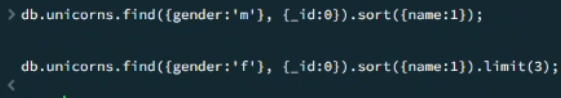 > db.unicorns.find({gender:'m'}, {_id:0}).sort({name:1});
db.unicorns.find({gender:'f'}, {_id:0}).sort({name:1}).limit(3);
<